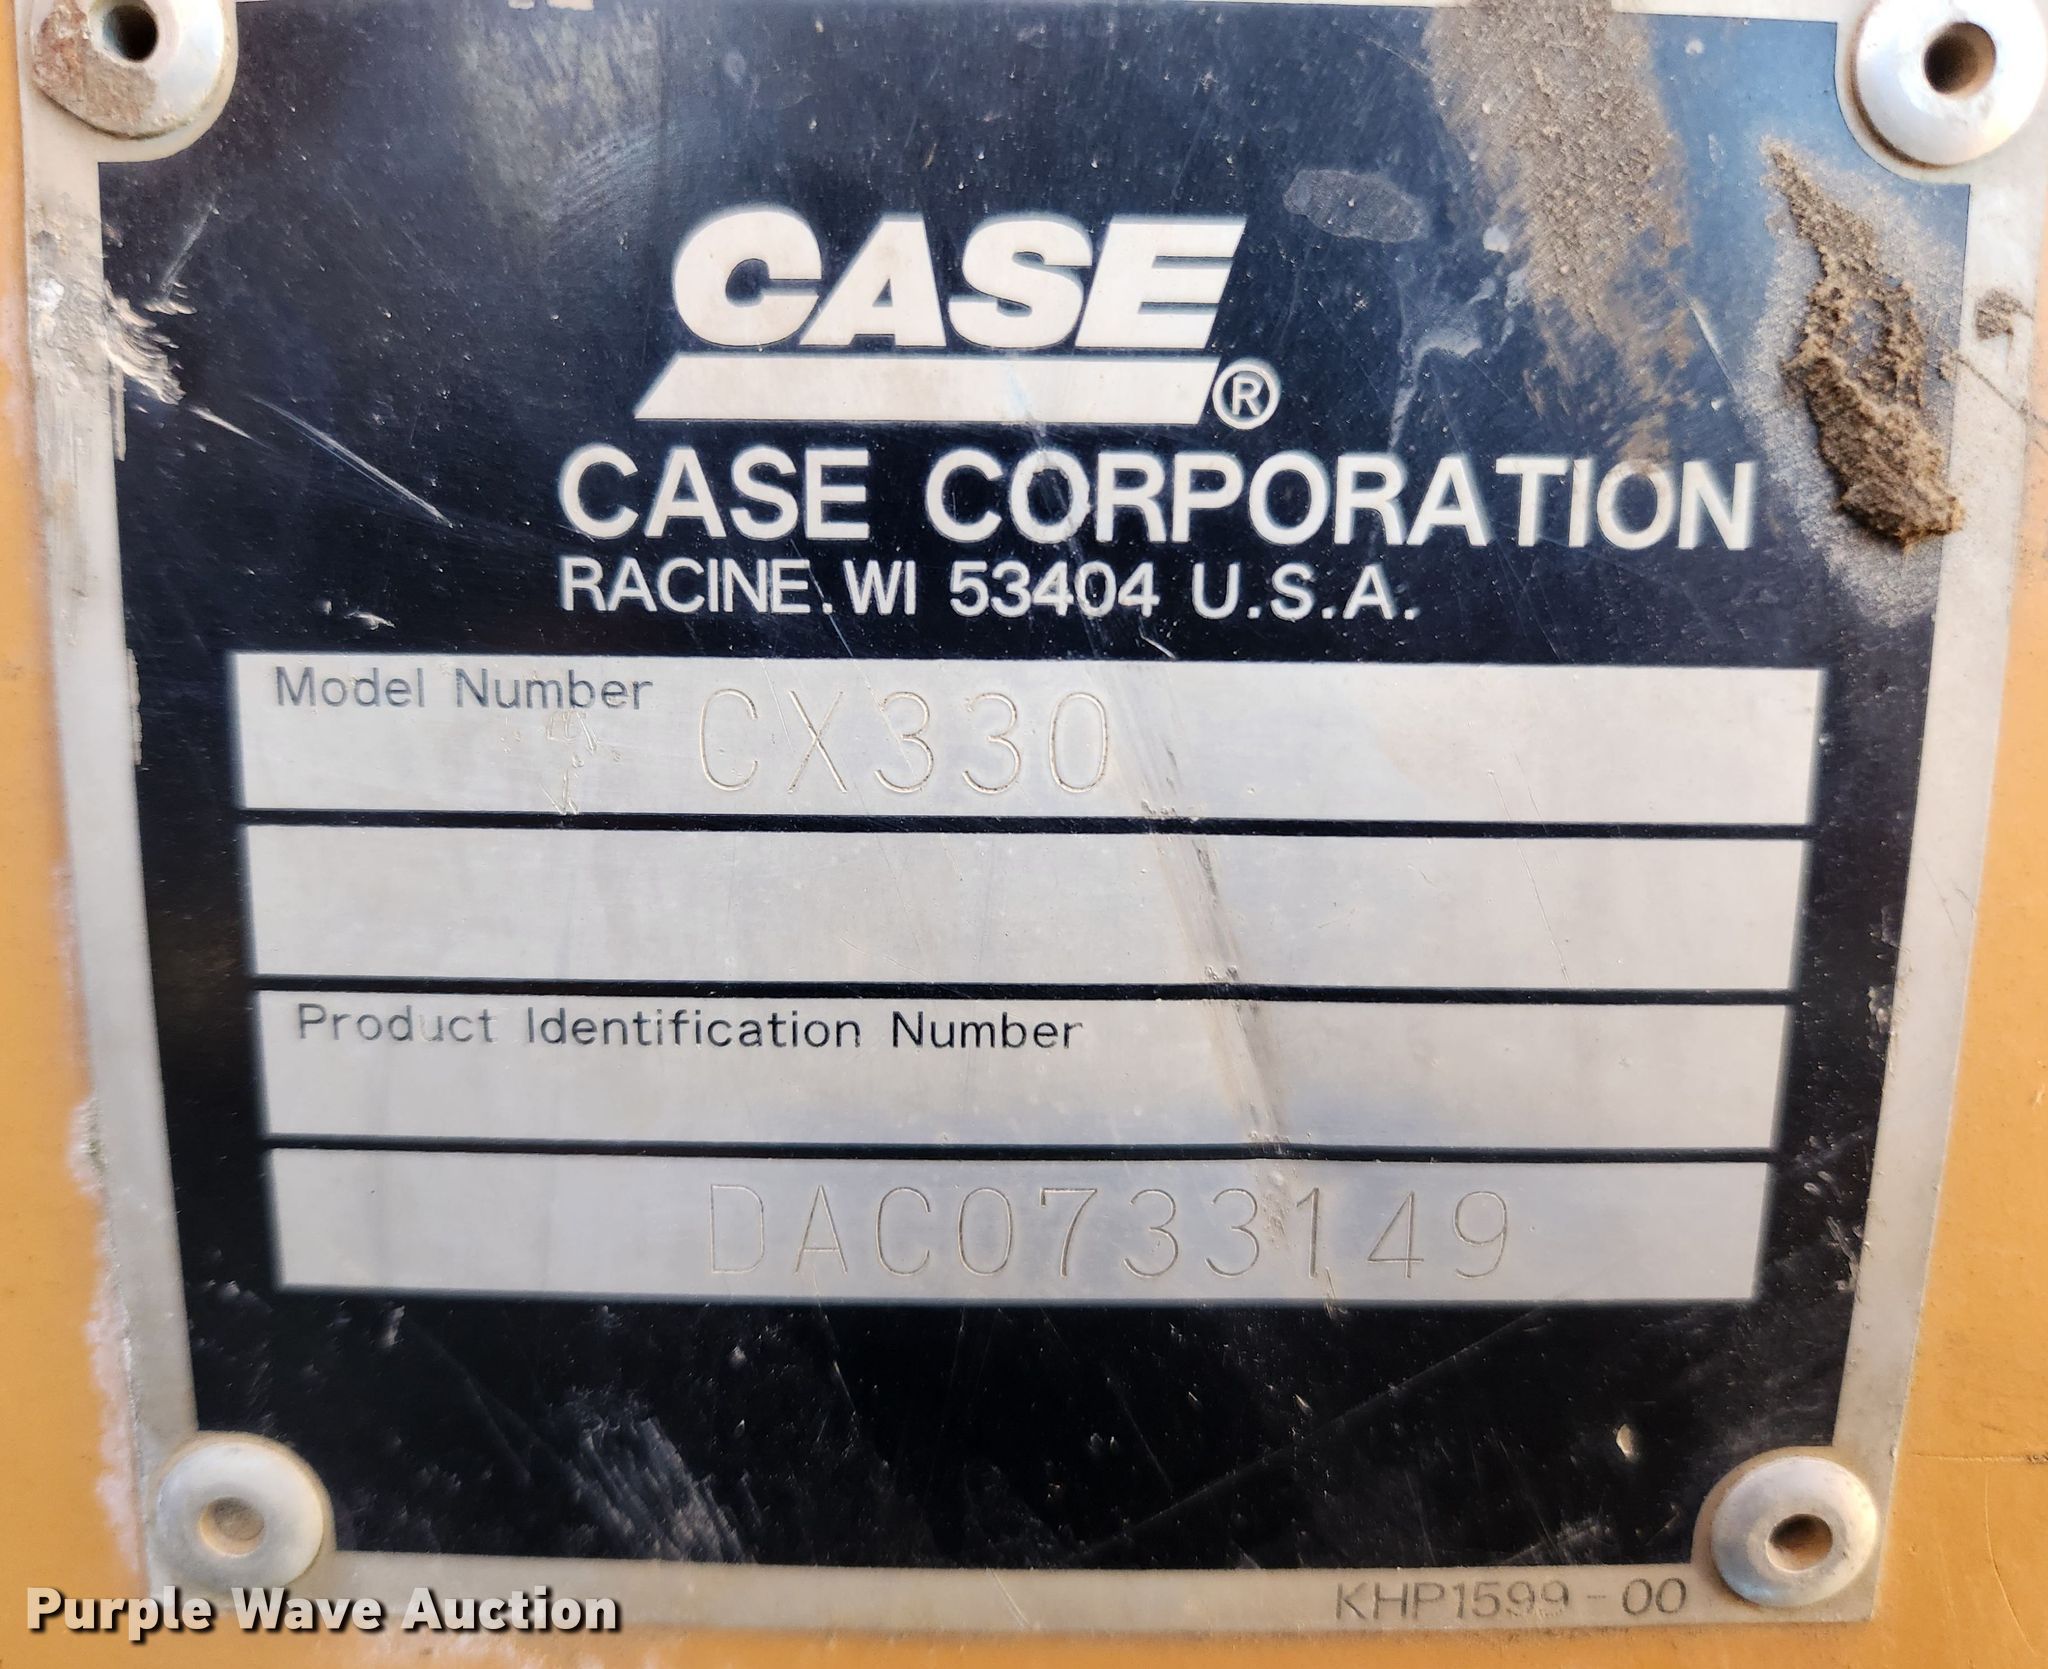 CASE®
CASE CORPORATION
RACINE. WI 53404 U.S.A.
Model Number CX330
Product Identification Number
DAC0733149
KHP1599-00
Purple Wave Auction